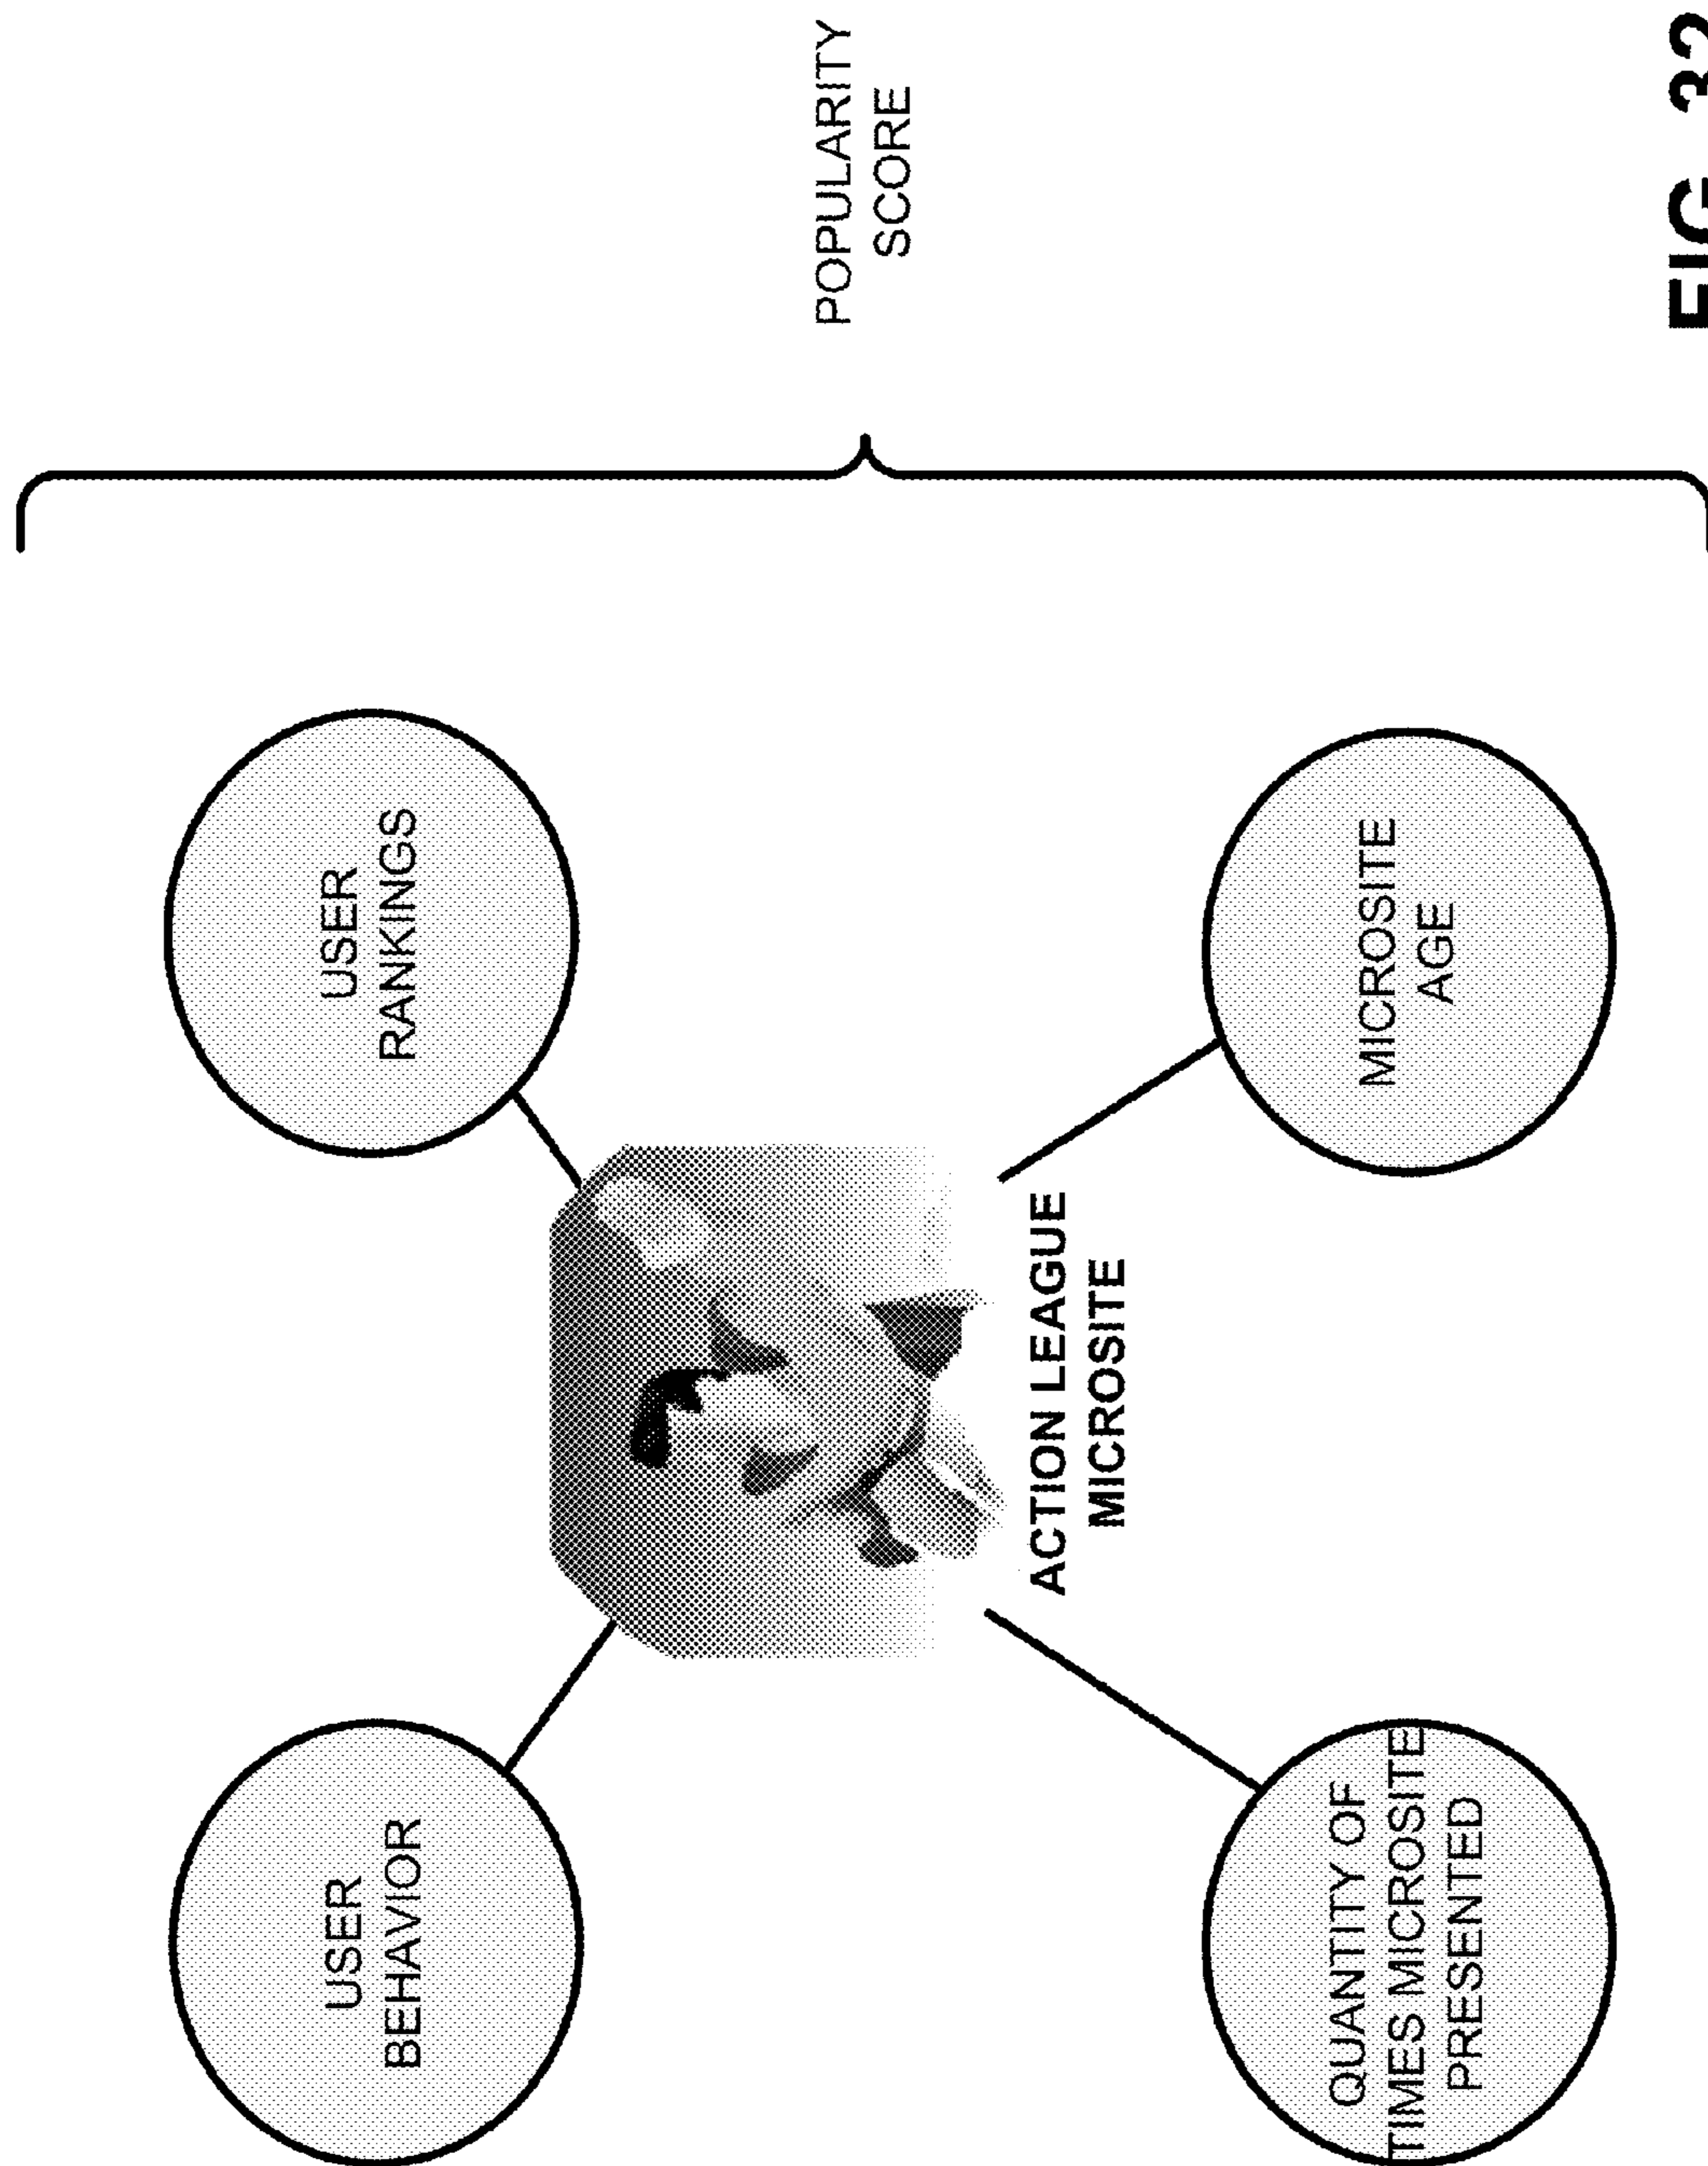 USER
BEHAVIOR
USER
RANKINGS
ACTION LEAGUE
MICROSITE
QUANTITY OF
TIMES MICROSITE
PRESENTED
MICROSITE
AGE
POPULARITY
SCORE
FIG. 32